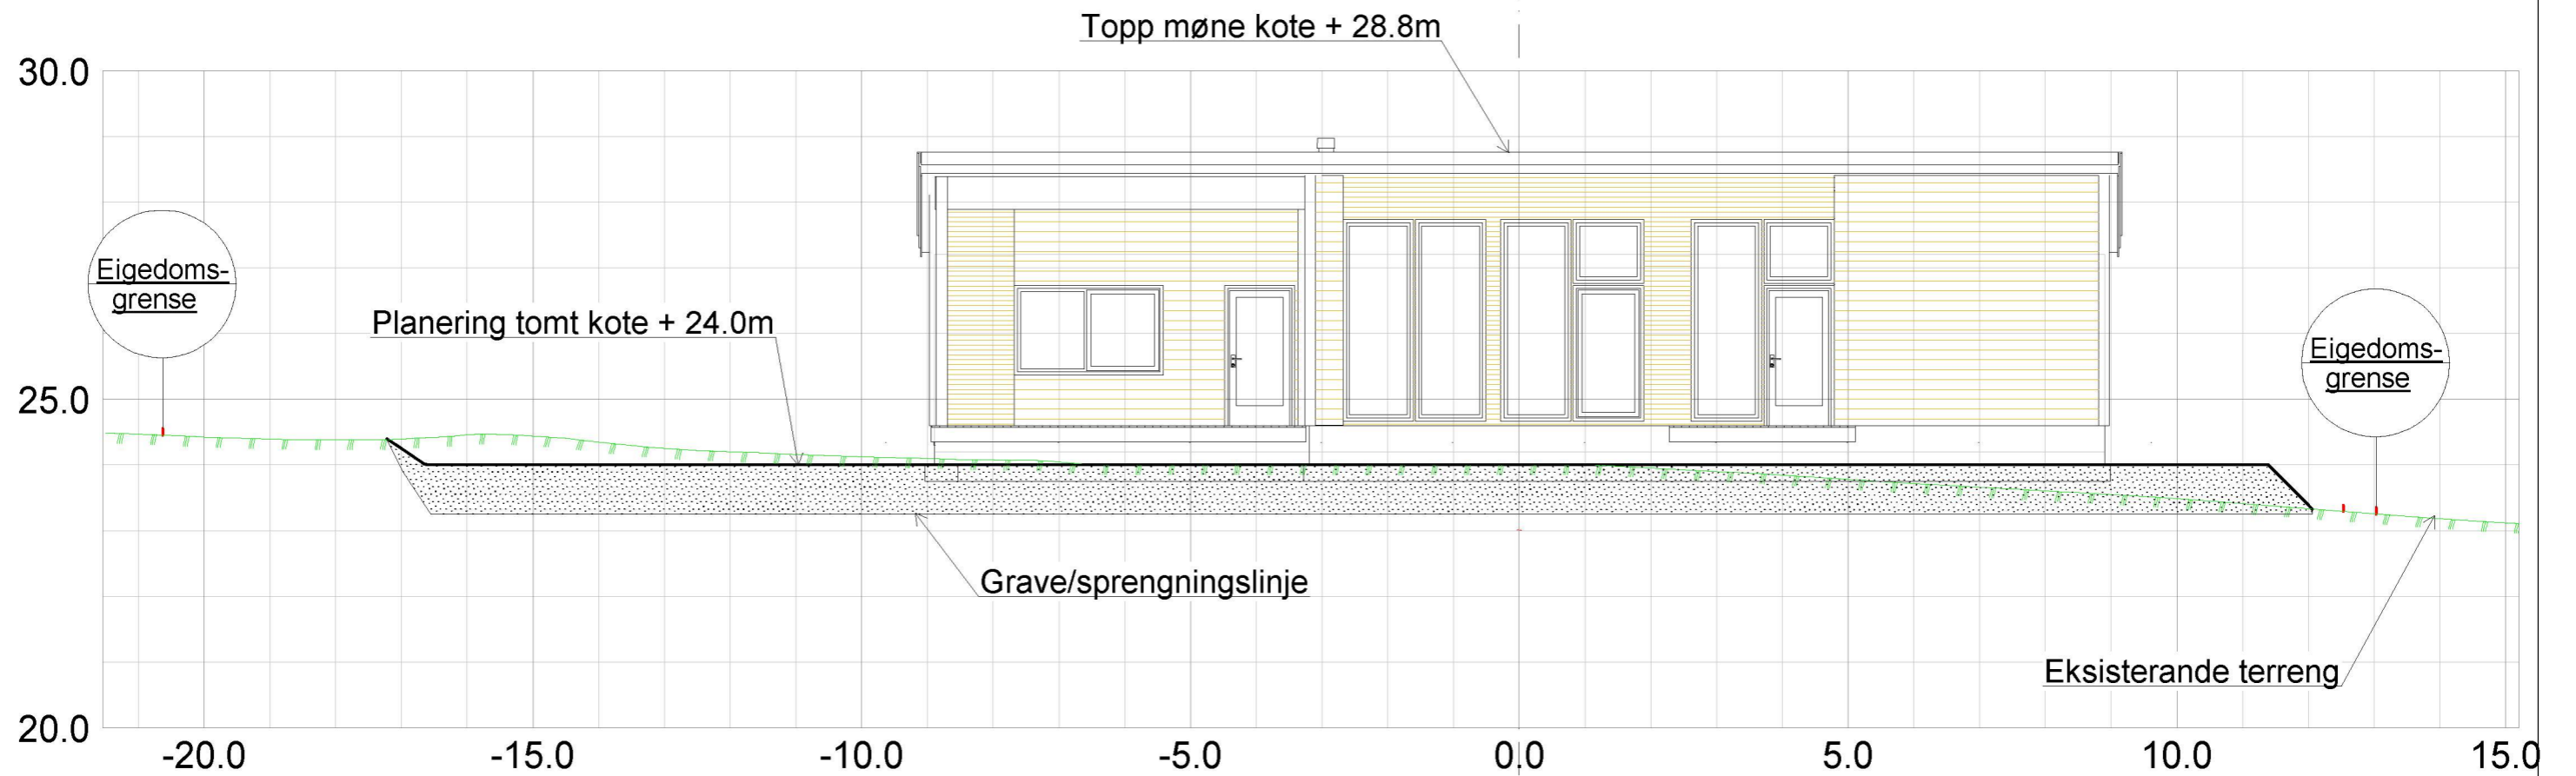 Topp møne kote + 28.8m
30.0
Eigedoms-
grense
Planering tomt kote + 24.0m
Eigedoms-
grense
25.0
Grave/sprengningslinje
Eksisterande terreng
20.0
-20.0 -15.0 -10.0 -5.0 0.0 5.0 10.0 15.0